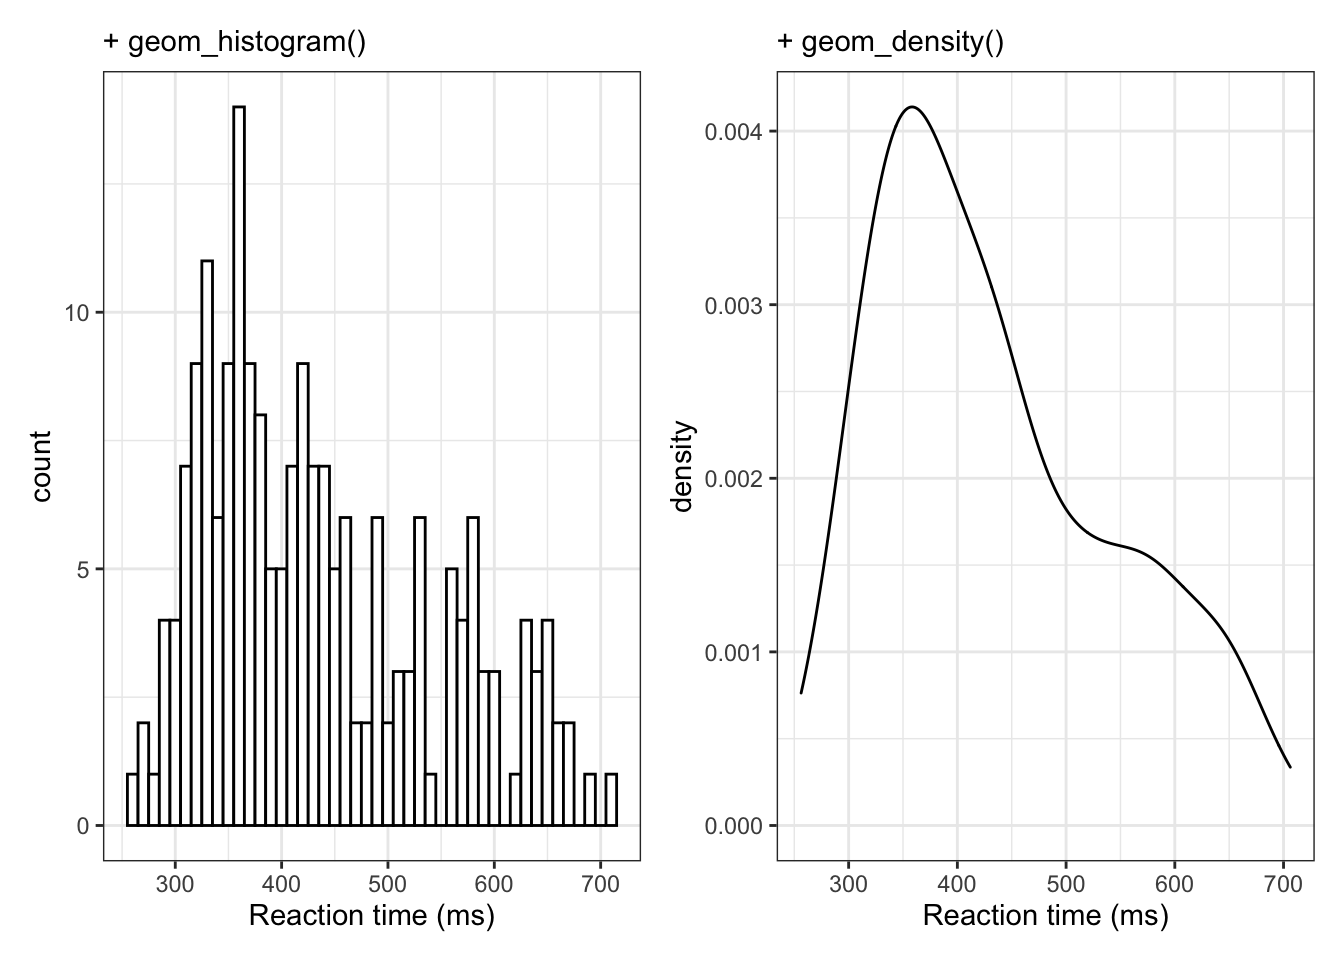 + geom_histogram()
count
10
5
0
300 400 500 600 700
Reaction time (ms)
+ geom_density()
density
0.004
0.003
0.002
0.001
0.000
300 400 500 600 700
Reaction time (ms)